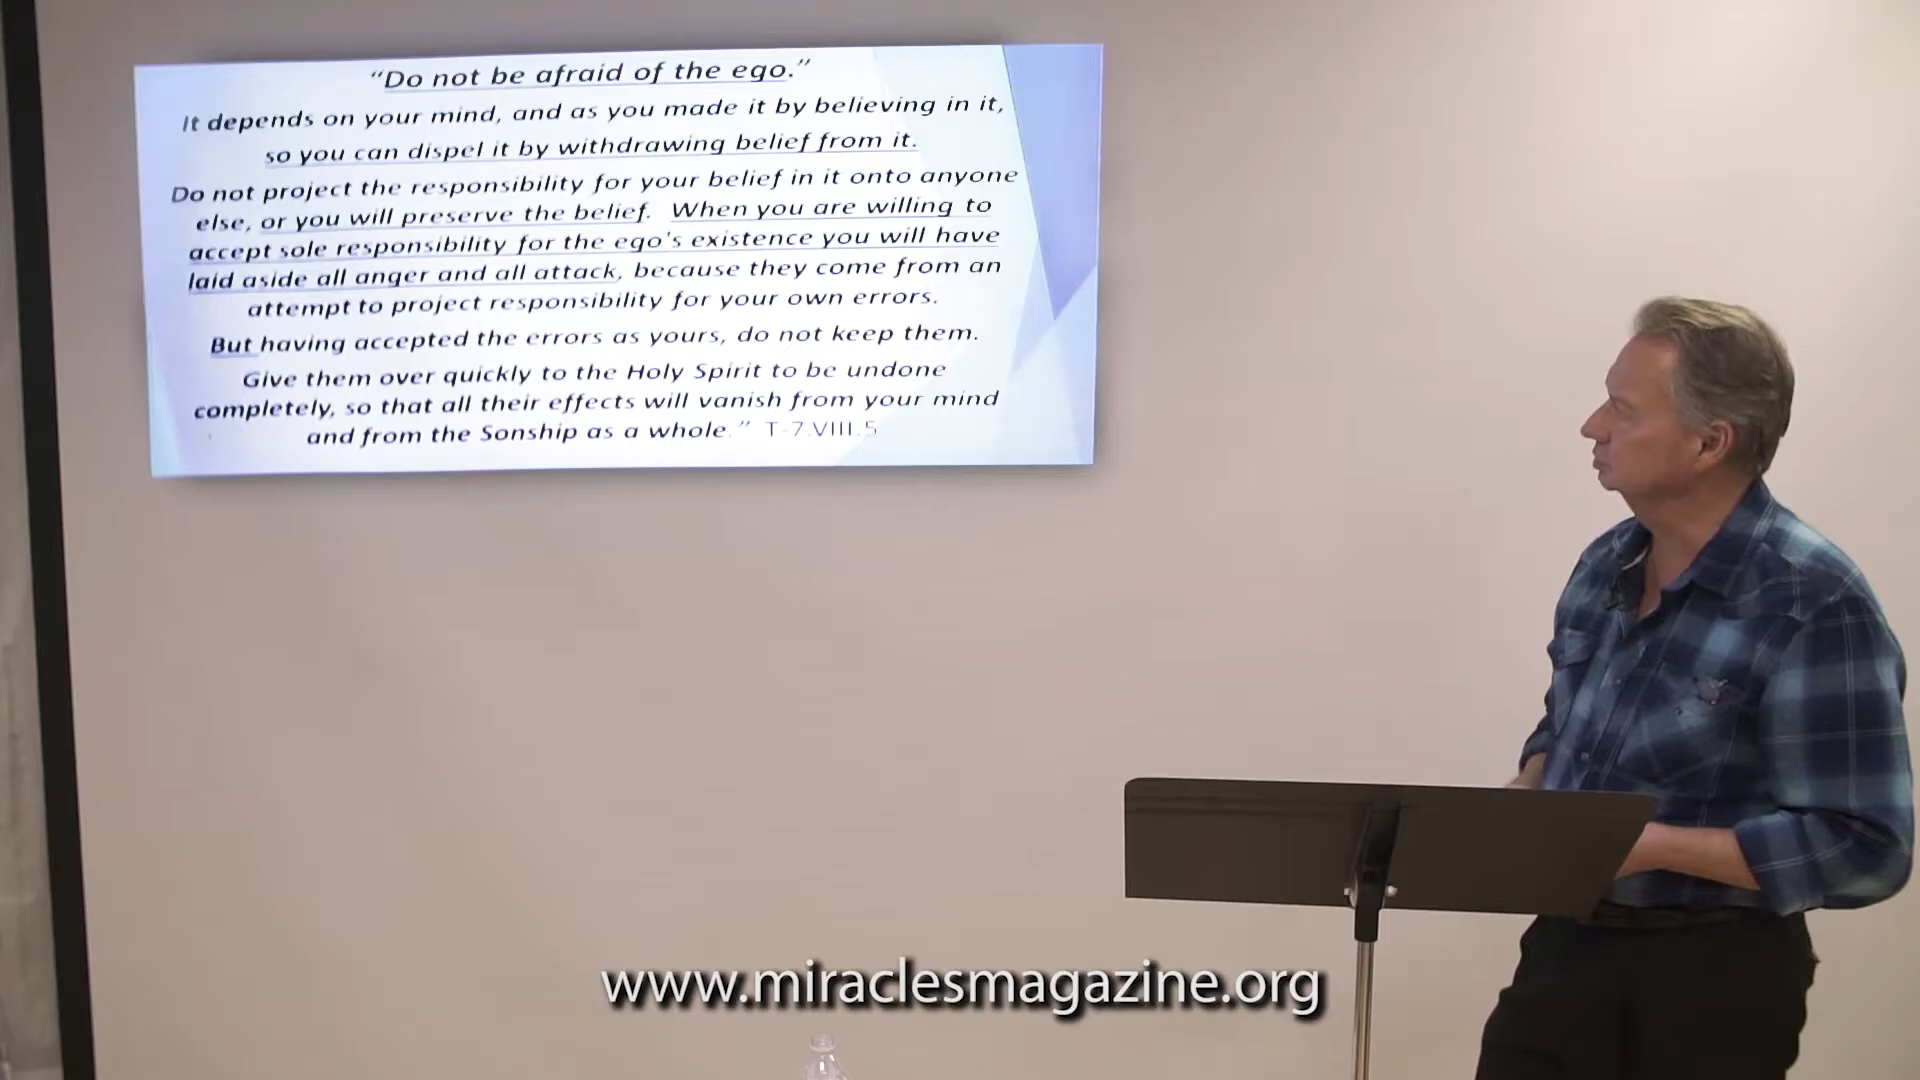 “Do not be afraid of the ego.”
It depends on your mind, and as you made it by believing in it,
so you can dispel it by withdrawing belief from it.
Do not project the responsibility for your belief in it onto anyone
else, or you will preserve the belief. When you are willing to
accept sole responsibility for the ego's existence you will have
laid aside all anger and all attack, because they come from an
attempt to project responsibility for your own errors.
But having accepted the errors as yours, do not keep them.
Give them over quickly to the Holy Spirit to be undone
completely, so that all their effects will vanish from your mind
and from the Sonship as a whole.” T-7.VIII.5
www.miraclesmagazine.org